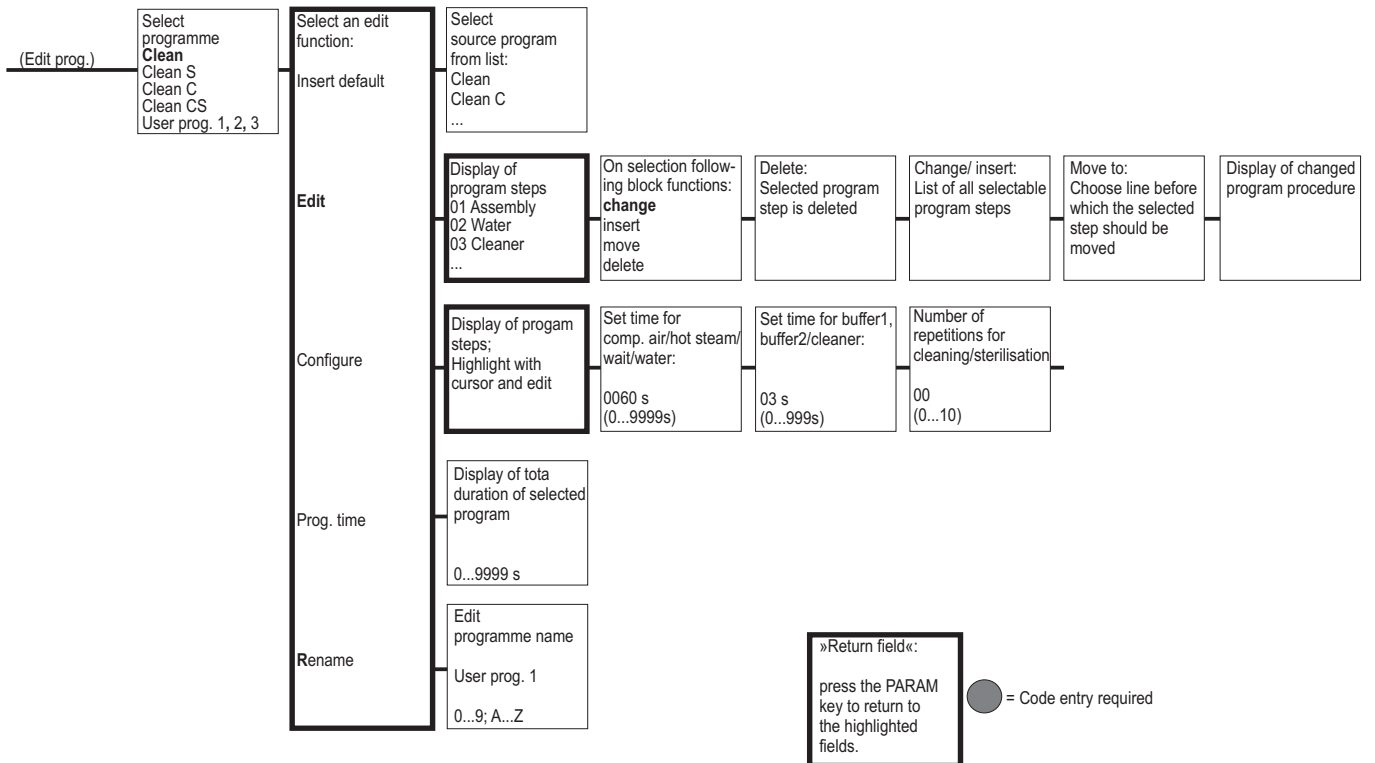 (Edit prog.)
Select
programme
Clean
Clean S
Clean C
Clean CS
User prog. 1, 2, 3
Select an edit
function:
Insert default
Select
source program
from list:
Clean
Clean C
...
Edit
Display of
program steps
01 Assembly
02 Water
03 Cleaner
...
On selection follow-
ing block functions:
change
insert
move
delete
Delete:
Selected program
step is deleted
Change/ insert:
List of all selectable
program steps
Move to:
Choose line before
which the selected
step should be
moved
Display of changed
program procedure
Configure
Display of progam
steps;
Highlight with
cursor and edit
Set time for
comp. air/hot steam/
wait/water:
0060 s
(0...9999s)
Set time for buffer1,
buffer2/cleaner:
03 s
(0...999s)
Number of
repetitions for
cleaning/sterilisation
00
(0...10)
Prog. time
Display of tota
duration of selected
program
0...9999 s
Rename
Edit
programme name
User prog. 1
0...9; A...Z
»Return field«:
press the PARAM
key to return to
the highlighted
fields.
= Code entry required